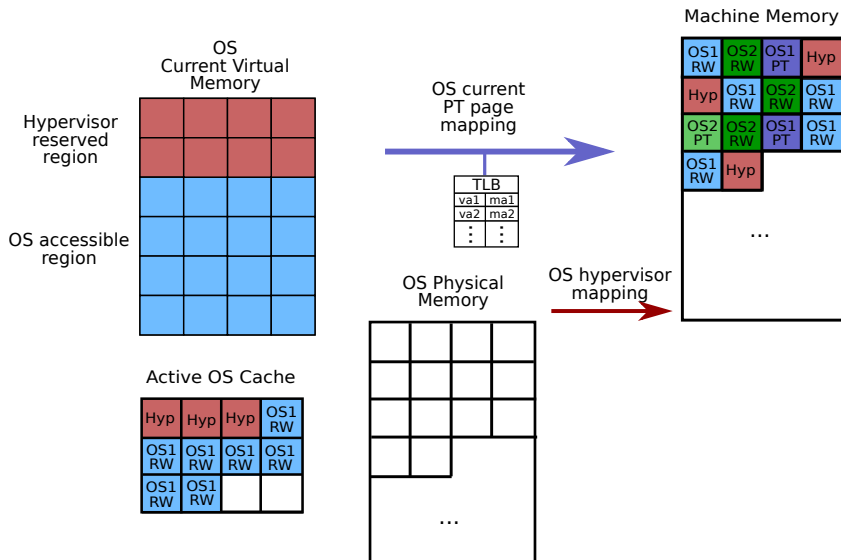 OS
Current Virtual
Memory
Hypervisor
reserved
region
OS accessible
region
OS current
PT page
mapping
TLB
va1 ma1
va2 ma2
⋮ ⋮
Machine Memory
OS1 OS2 OS1 Hyp
RW RW PT
Hyp OS1 OS2 OS1
RW RW RW
OS2 OS2 OS1 OS1
PT RW PT RW
OS1 Hyp
RW
...
OS hypervisor
mapping
OS Physical
Memory
...
Active OS Cache
Hyp Hyp Hyp OS1
RW
OS1 OS1 OS1 OS1
RW RW RW RW
OS1 OS1
RW RW